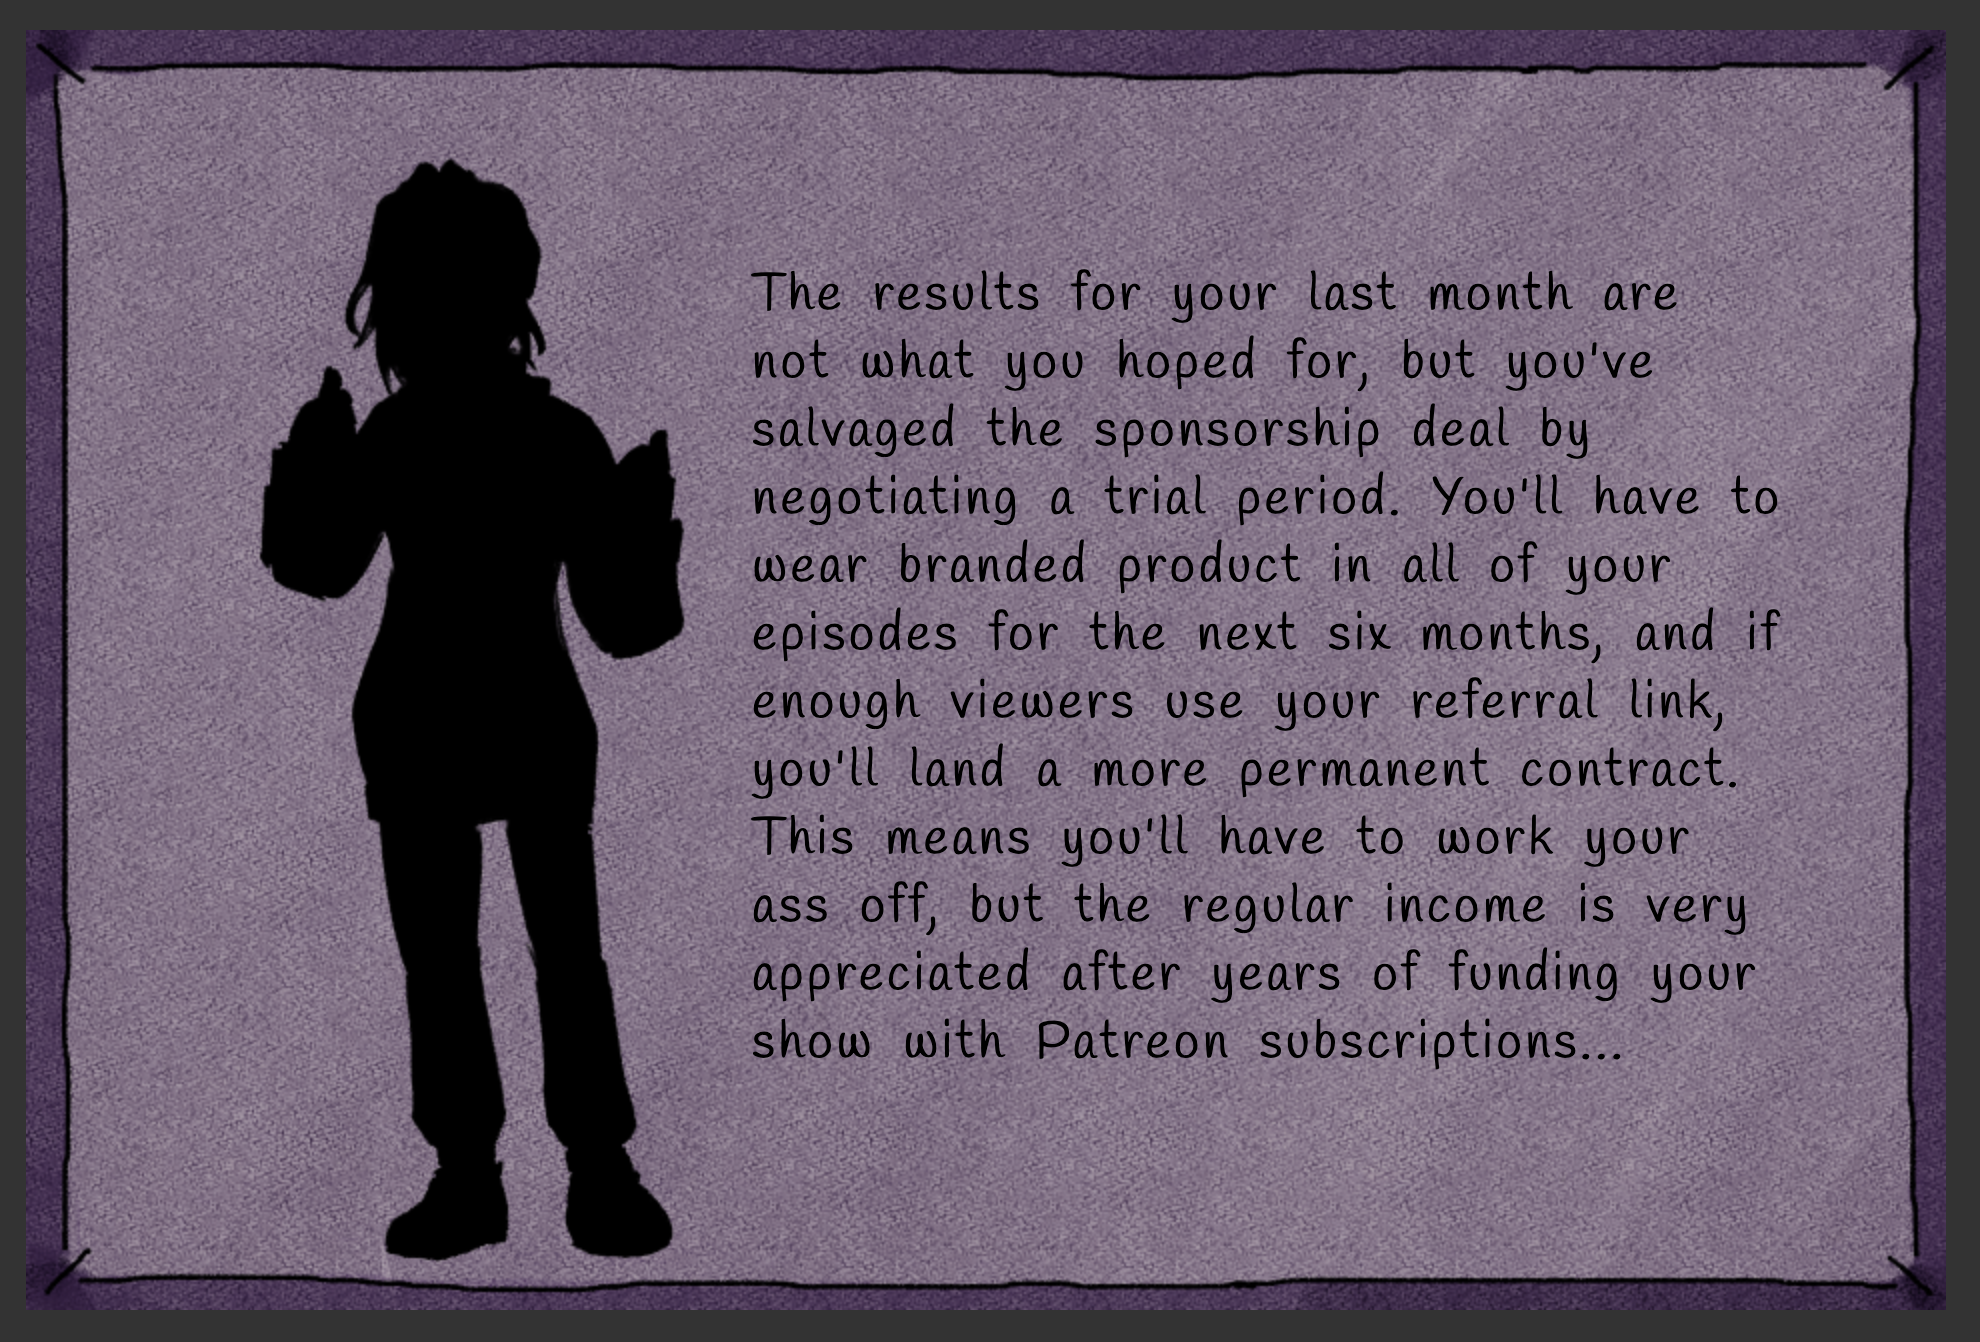 The results for your last month are
not what you hoped for, but you've
salvaged the sponsorship deal by
negotiating a trial period. You'll have to
wear branded product in all of your
episodes for the next six months, and if
enough viewers use your referral link,
you'll land a more permanent contract.
This means you'll have to work your
ass off, but the regular income is very
appreciated after years of funding your
show with Patreon subscriptions...